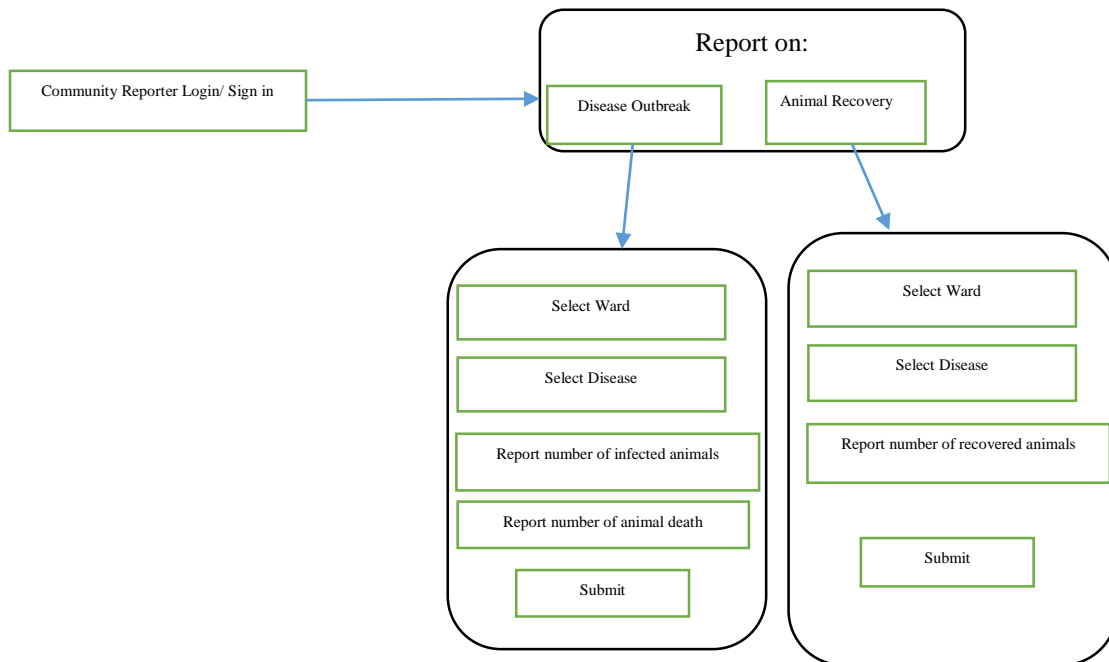 Report on:
Community Reporter Login/ Sign in
Disease Outbreak
Animal Recovery
Select Ward
Select Disease
Report number of infected animals
Report number of animal death
Submit
Select Ward
Select Disease
Report number of recovered animals
Submit